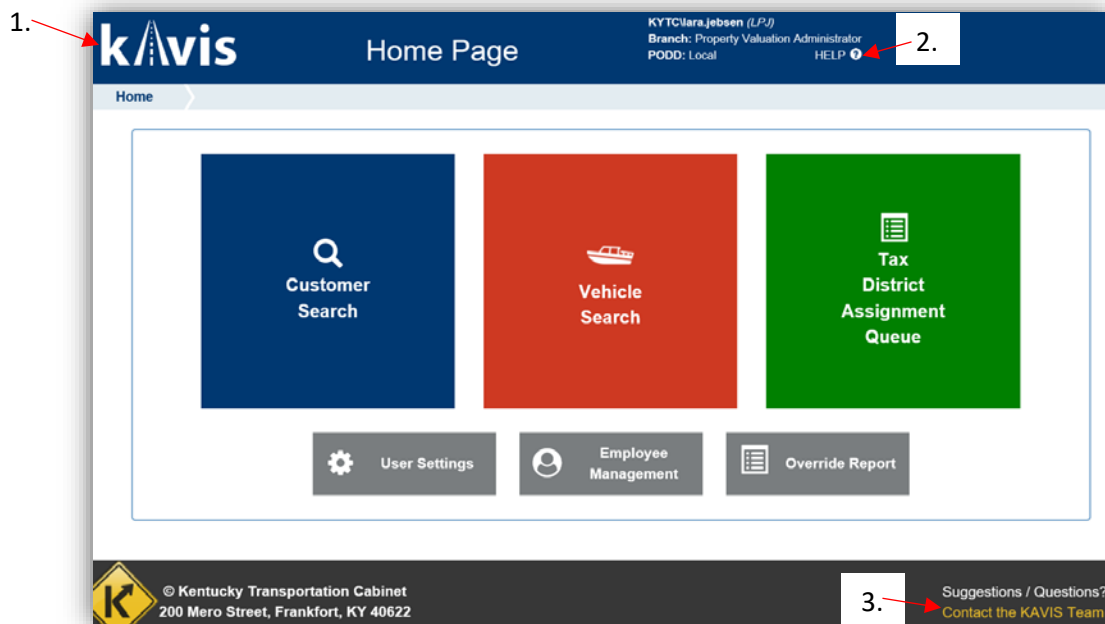 1.
kAvis
Home Page
KYTC\lara.jebsen (LPJ)
Branch: Property Valuation Administrator
PODD: Local
HELP ?
2.
Home
Customer
Search
Vehicle
Search
Tax
District
Assignment
Queue
User Settings
Employee
Management
Override Report
K
© Kentucky Transportation Cabinet
200 Mero Street, Frankfort, KY 40622
3.
Suggestions / Questions?
Contact the KAVIS Team